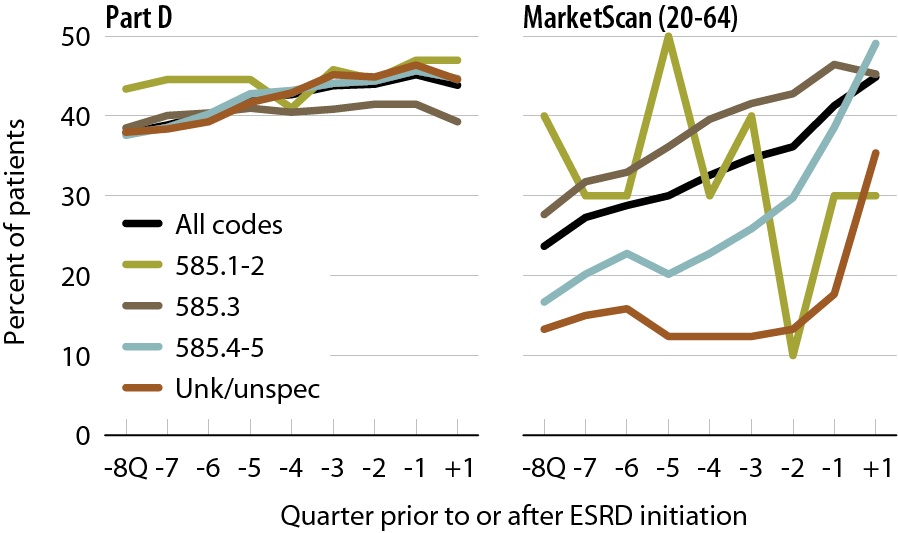 Part D
MarketScan (20-64)
Percent of patients
50
40
30
20
10
0
All codes
585.1-2
585.3
585.4-5
Unk/unspec
-8Q -7 -6 -5 -4 -3 -2 -1 +1
-8Q -7 -6 -5 -4 -3 -2 -1 +1
Quarter prior to or after ESRD initiation